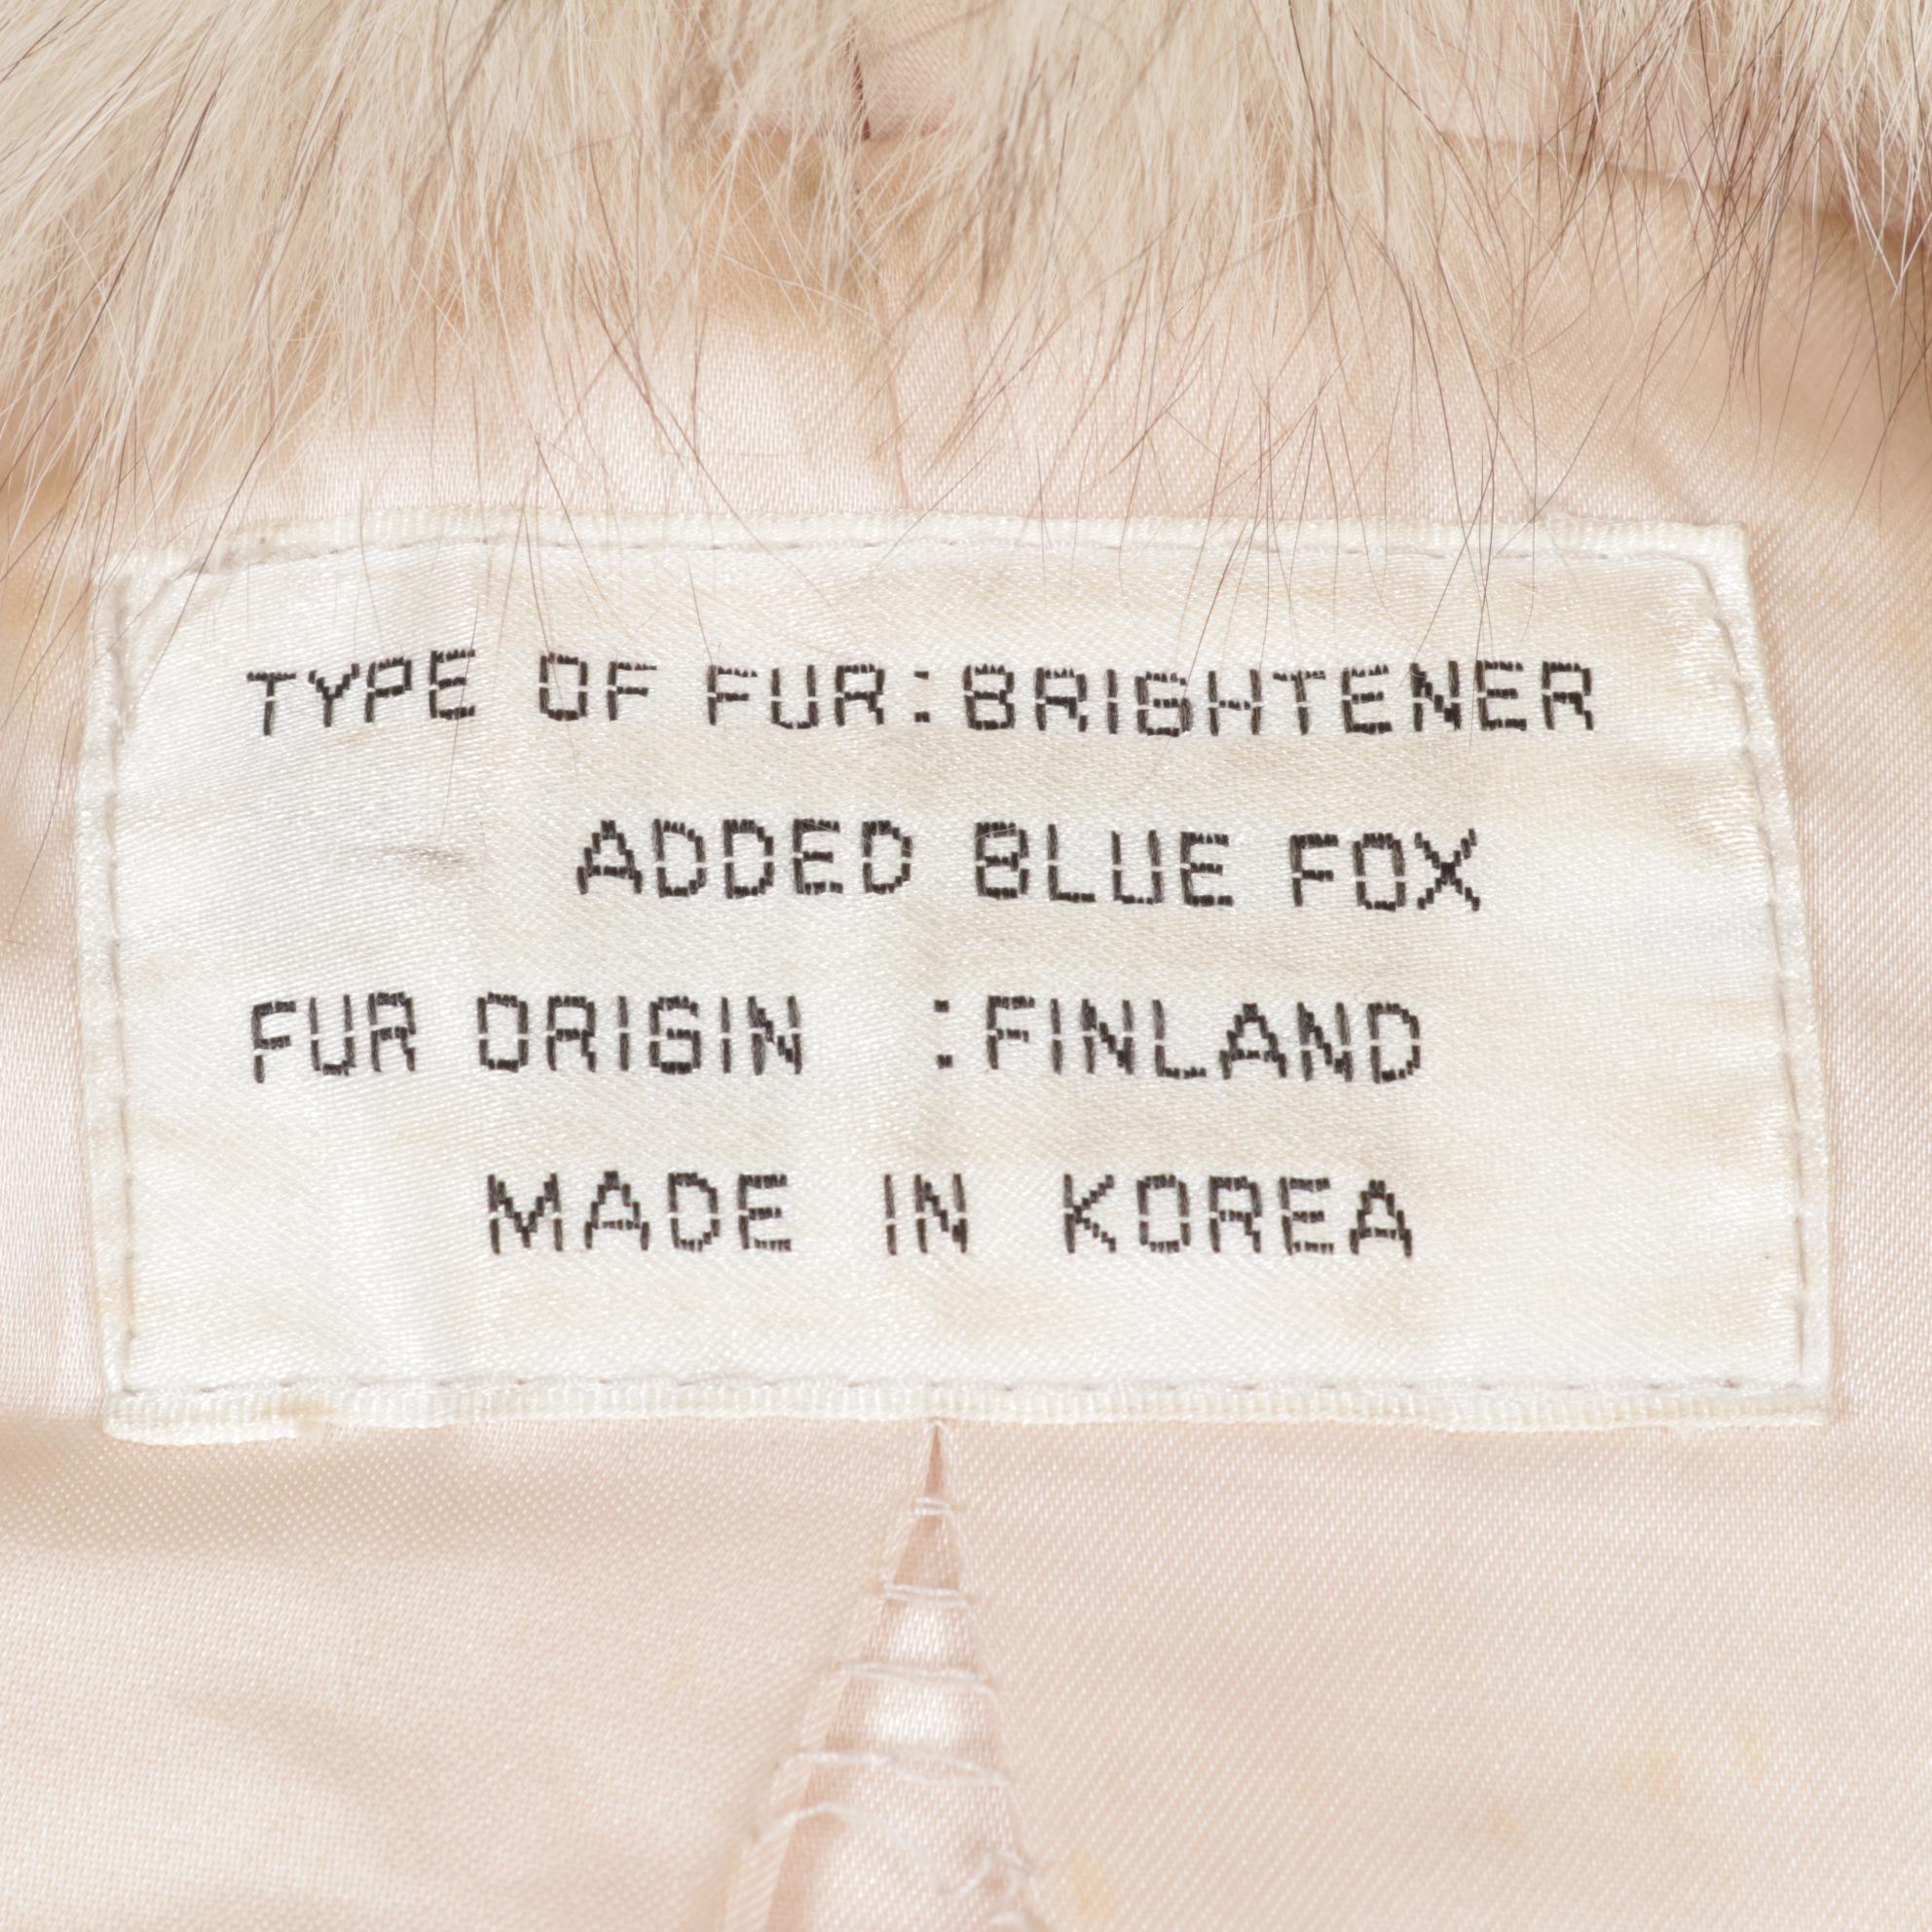 TYPE OF FUR:BRIGHTENER
ADDED BLUE FOX
FUR ORIGIN :FINLAND
MADE IN KOREA